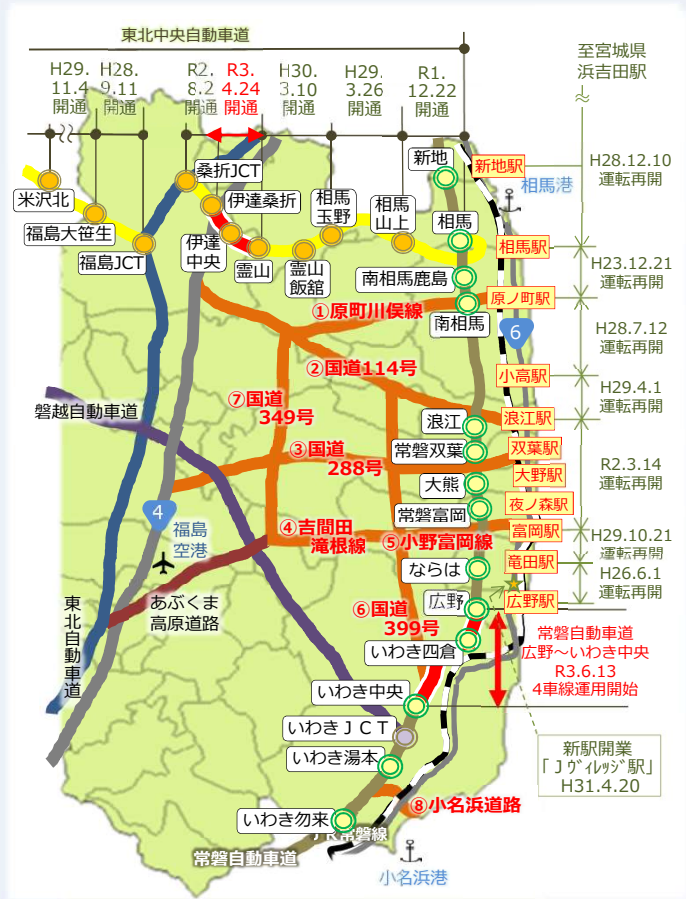 東北中央自動車道
H29.
11.4
開通
H28.
9.11
開通
R2.
8.2
開通
R3.
4.24
開通
H30.
3.10
開通
H29.
3.26
開通
R1.
12.22
開通
至宮城県
浜吉田駅
米沢北
福島大笹生
福島JCT
桑折JCT
伊達桑折
伊達
中央
霊山
霊山
飯舘
相馬
玉野
相馬
山上
新地
新地駅
相馬港
H28.12.10
運転再開
相馬
相馬駅
H23.12.21
運転再開
南相馬鹿島
原ノ町駅
南相馬
①原町川俣線
6
H28.7.12
運転再開
②国道114号
小高駅
H29.4.1
運転再開
⑦国道
349号
磐越自動車道
浪江
浪江駅
常磐双葉
双葉駅
③国道
288号
大野駅
大熊
R2.3.14
運転再開
夜ノ森駅
常磐富岡
4
福島
空港
④吉間田
滝根線
富岡駅
⑤小野富岡線
H29.10.21
運転再開
ならは
竜田駅
H26.6.1
運転再開
あぶくま
高原道路
広野
広野駅
⑥国道
399号
東北自動車道
いわき四倉
常磐自動車道
広野~いわき中央
R3.6.13
4車線運用開始
いわき中央
いわきJCT
いわき湯本
新駅開業
「Jヴィレッジ駅」
H31.4.20
⑧小名浜道路
いわき勿来
JR常磐線
常磐自動車道
小名浜港